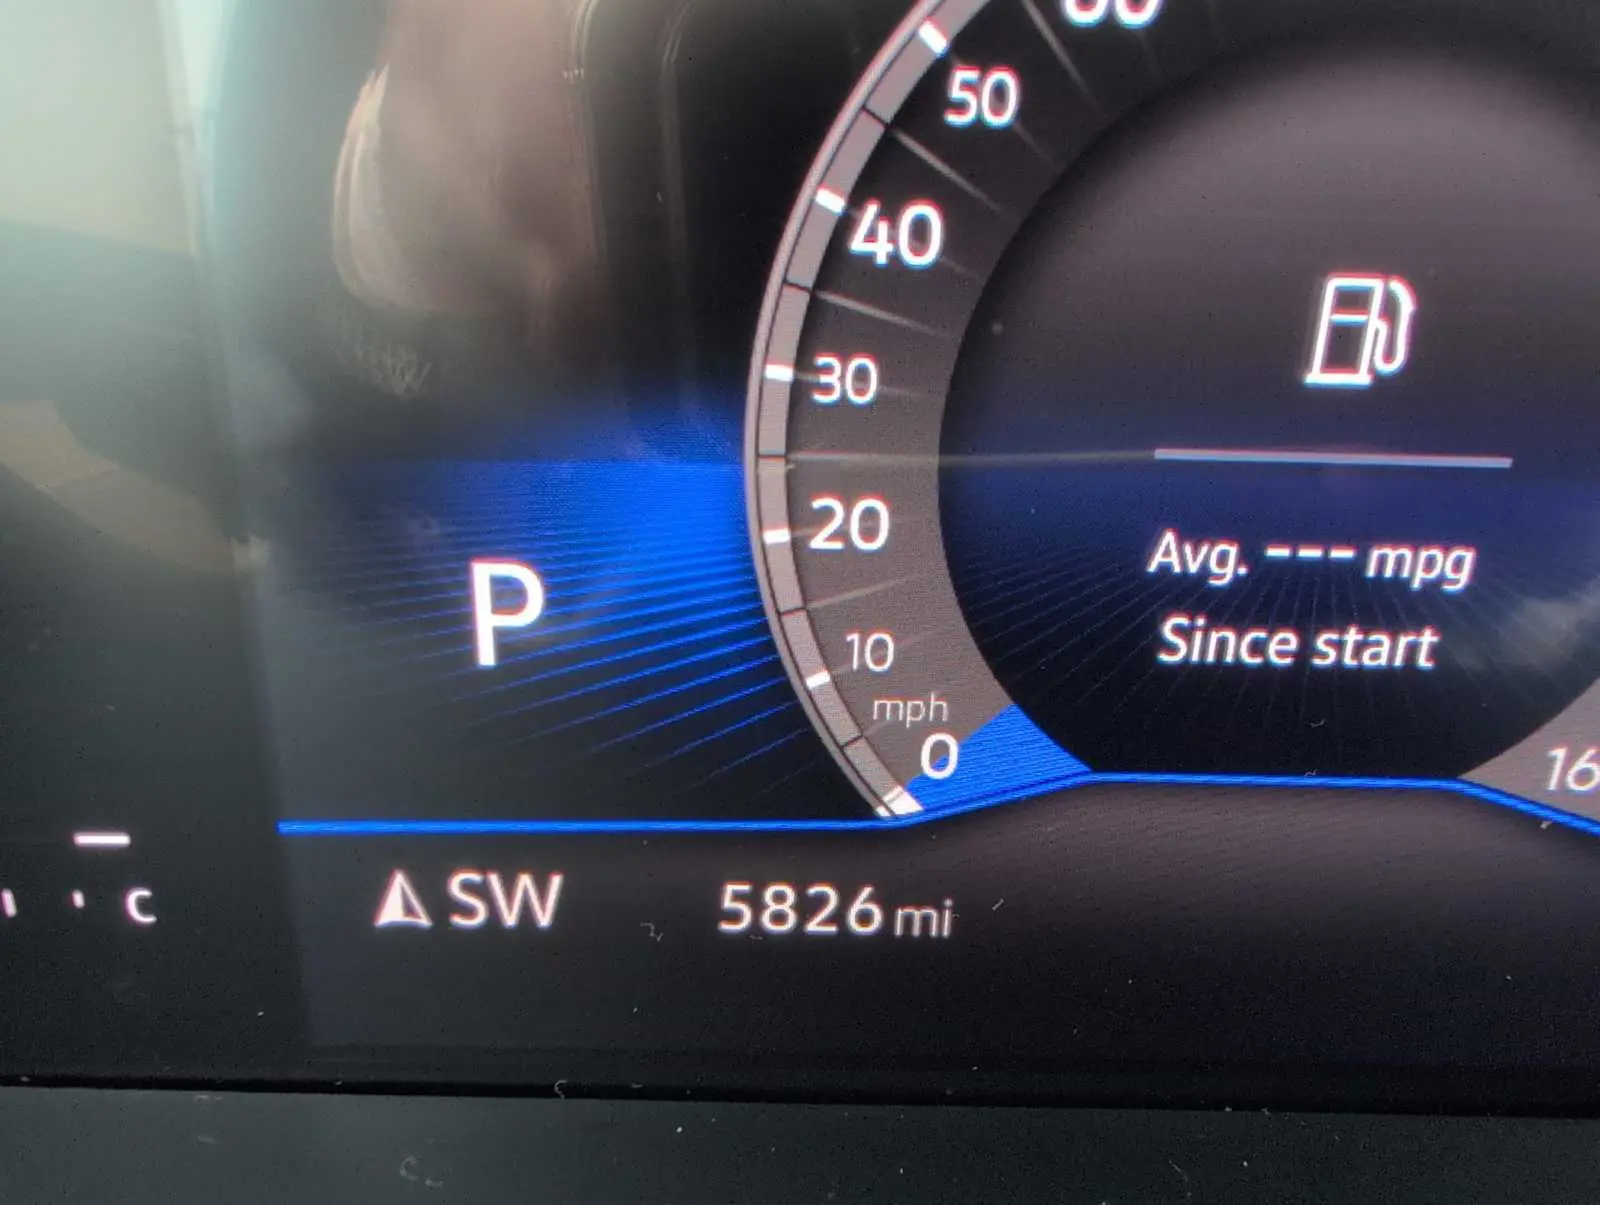 50
40
30
20
10
mph
0
P
Avg. --- mpg
Since start
C
SW
5826 mi